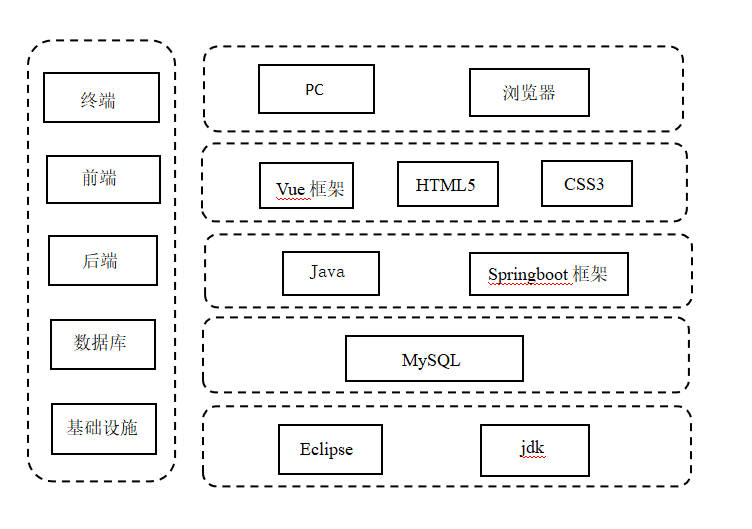 终端
PC
浏览器
前端
Vue 框架
HTML5
CSS3
后端
Java
Springboot 框架
数据库
MySQL
基础设施
Eclipse
jdk